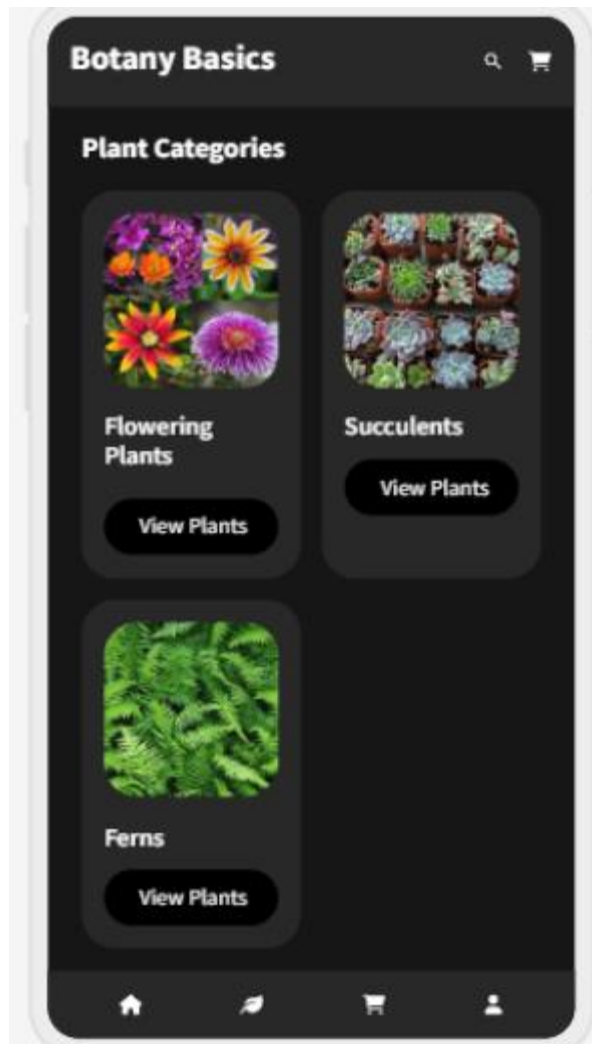 Botany Basics
Plant Categories
Flowering
Plants
View Plants
Succulents
View Plants
Ferns
View Plants